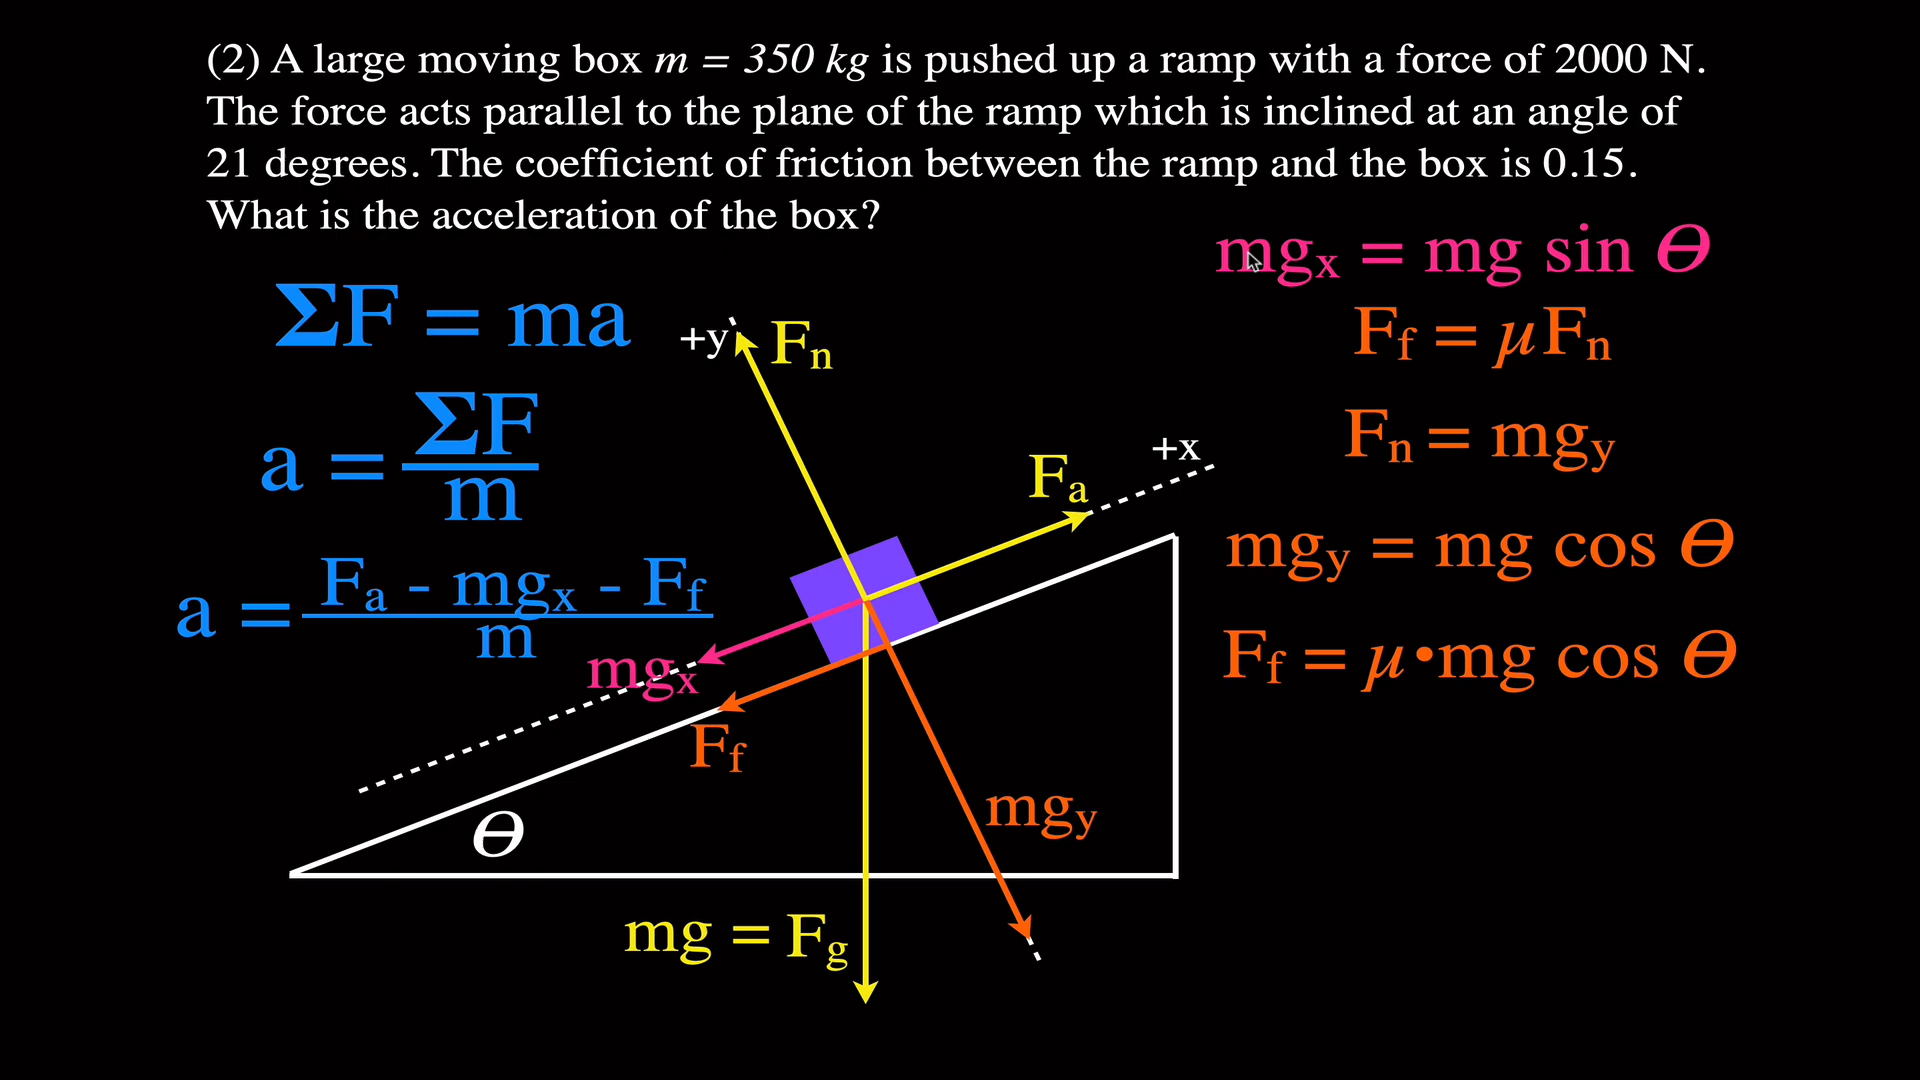 (2) A large moving box m = 350 kg is pushed up a ramp with a force of 2000 N.
The force acts parallel to the plane of the ramp which is inclined at an angle of
21 degrees. The coefficient of friction between the ramp and the box is 0.15.
What is the acceleration of the box?
ΣF = ma
a = ΣF
m
a = Fa - mgx - Ff
m
+y
Fn
Fa
+x
mgx
Ff
ϴ
mgy
mg = Fg
mgx = mg sin ϴ
Ff = µFn
Fn = mgy
mgy = mg cos ϴ
Ff = µ•mg cos ϴ